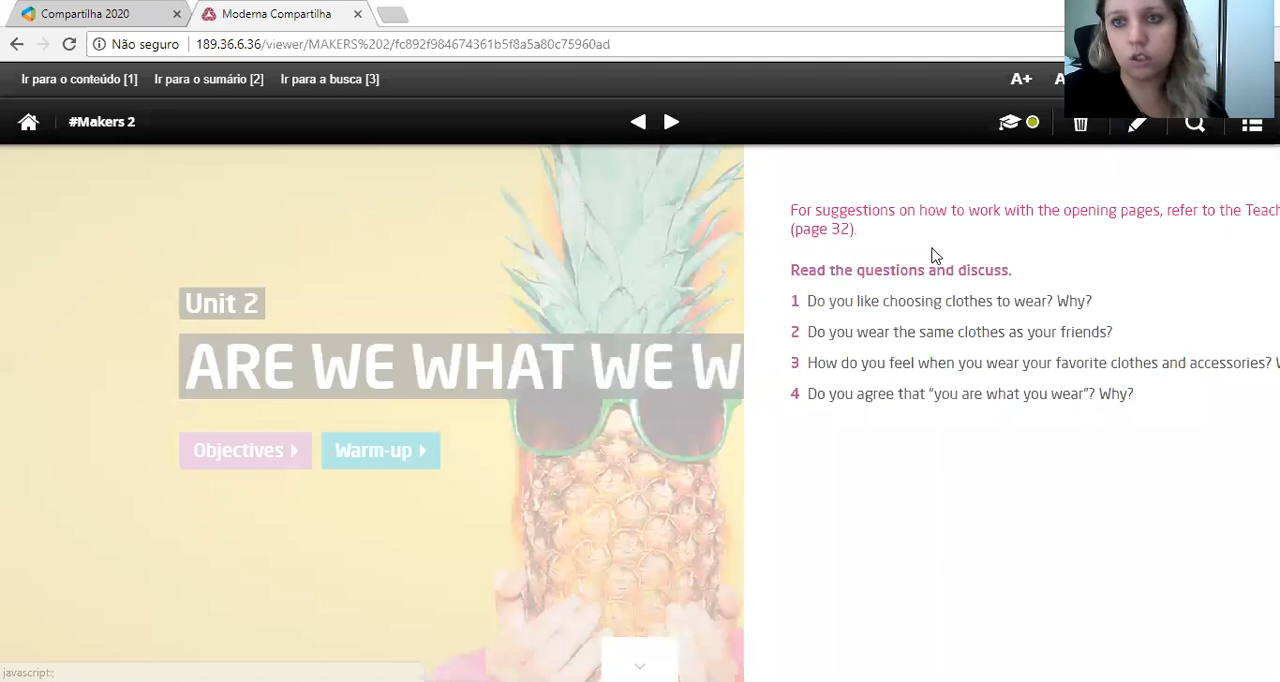 Compartilha 2020
Moderna Compartilha
Não seguro
189.36.6.36/viewer/MAKERS%202/fc892f984674361b5f8a5a80c75960ad
Ir para o conteúdo [1]
Ir para o sumário [2]
Ir para a busca [3]
A+
#Makers 2
For suggestions on how to work with the opening pages, refer to the
(page 32).
Read the questions and discuss.
1 Do you like choosing clothes to wear? Why?
2 Do you wear the same clothes as your friends?
3 How do you feel when you wear your favorite clothes and accessories?
4 Do you agree that “you are what you wear”? Why?
Unit 2
ARE WE WHAT WE W
Objectives
Warm-up
javascript:;